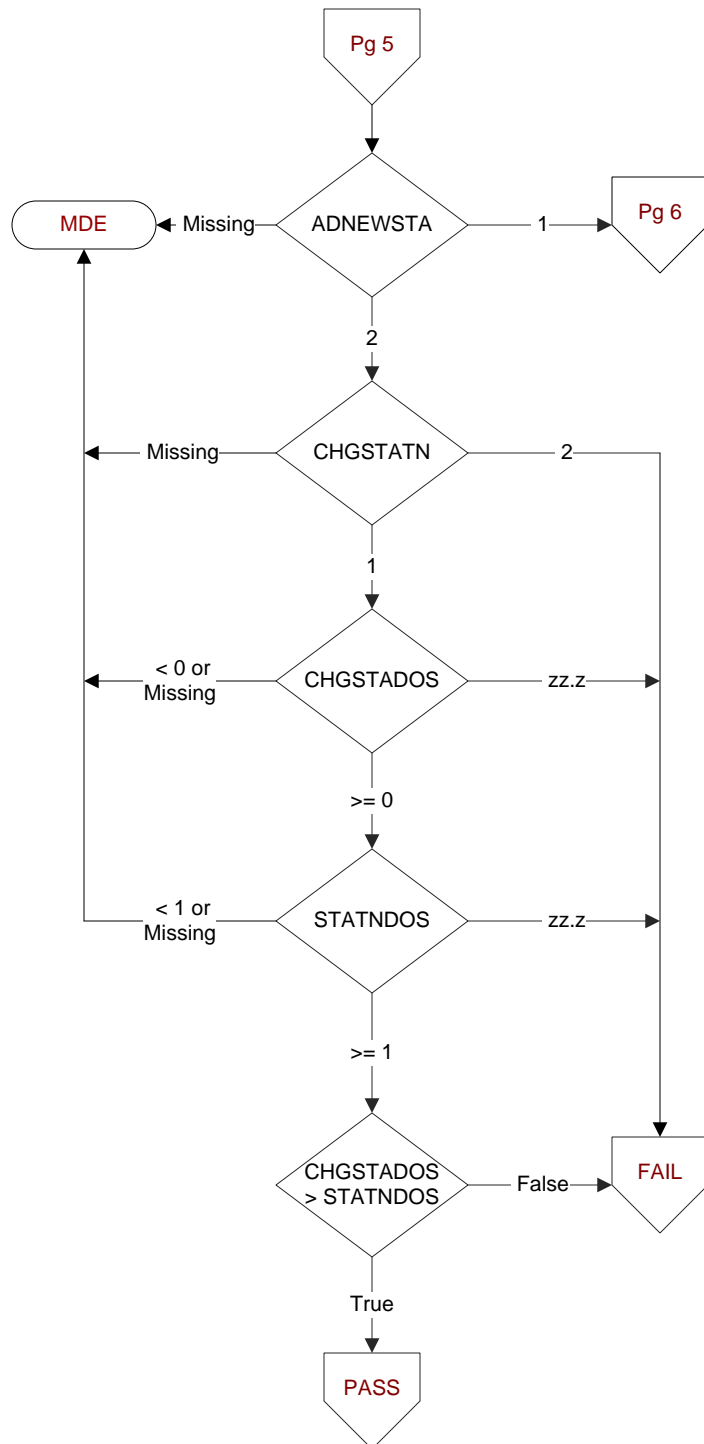 Pg 5
MDE
Missing
ADNEWSTA
1
Pg 6
2
Missing
CHGSTATN
2
1
< 0 or
Missing
CHGSTADOS
zz.z
>= 0
< 1 or
Missing
STATNDOS
zz.z
>= 1
CHGSTADOS
> STATNDOS
False
FAIL
True
PASS